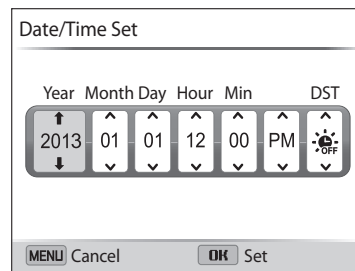 Date/Time Set
Year Month Day Hour Min DST
2013 01 01 12 00 PM OFF
MENU Cancel OK Set